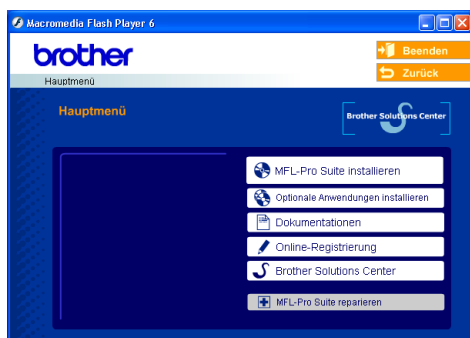 Macromedia Flash Player 6
brother
Beenden
Zurück
Hauptmenü
Hauptmenü
Brother Solutions Center
MFL-Pro Suite installieren
Optionale Anwendungen installieren
Dokumentationen
Online-Registrierung
Brother Solutions Center
MFL-Pro Suite reparieren